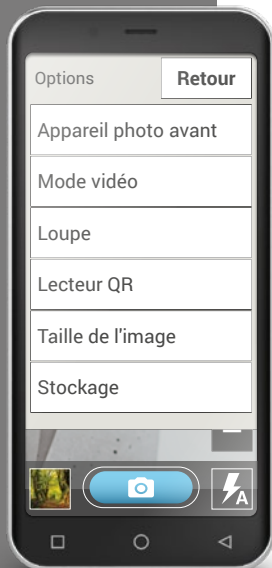 Options
Retour
Appareil photo avant
Mode vidéo
Loupe
Lecteur QR
Taille de l'image
Stockage
A